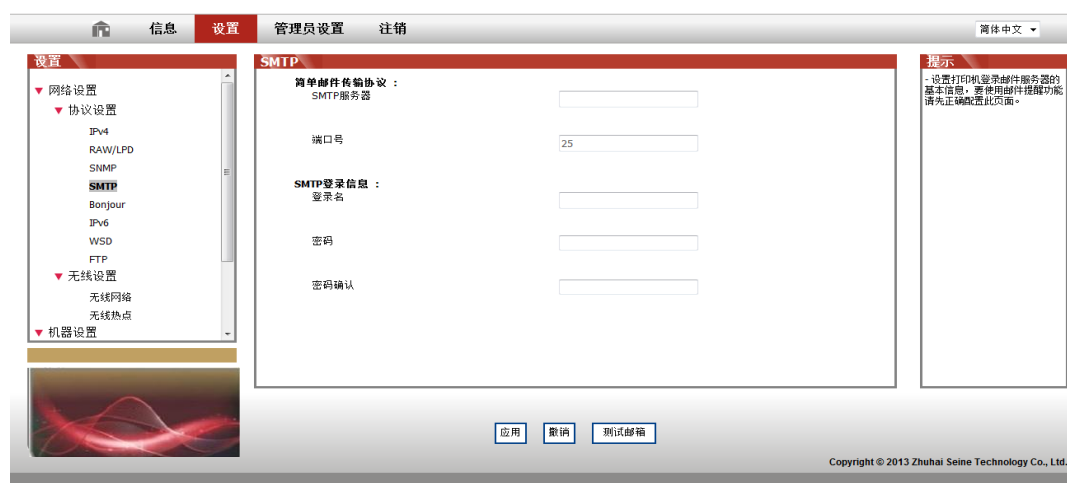 信息 设置 管理员设置 注销 简体中文
设置
网络设置
协议设置
IPv4
RAW/LPD
SNMP
SMTP
Bonjour
IPv6
WSD
FTP
无线设置
无线网络
无线热点
机器设置
SMTP
简单邮件传输协议 :
SMTP服务器
端口号 25
SMTP登录信息 :
登录名
密码
密码确认
提示
- 设置打印机登录邮件服务器的
基本信息，要使用邮件提醒功能
请先正确配置此页面。
应用 撤销 测试邮箱
Copyright © 2013 Zhuhai Seine Technology Co., Ltd.